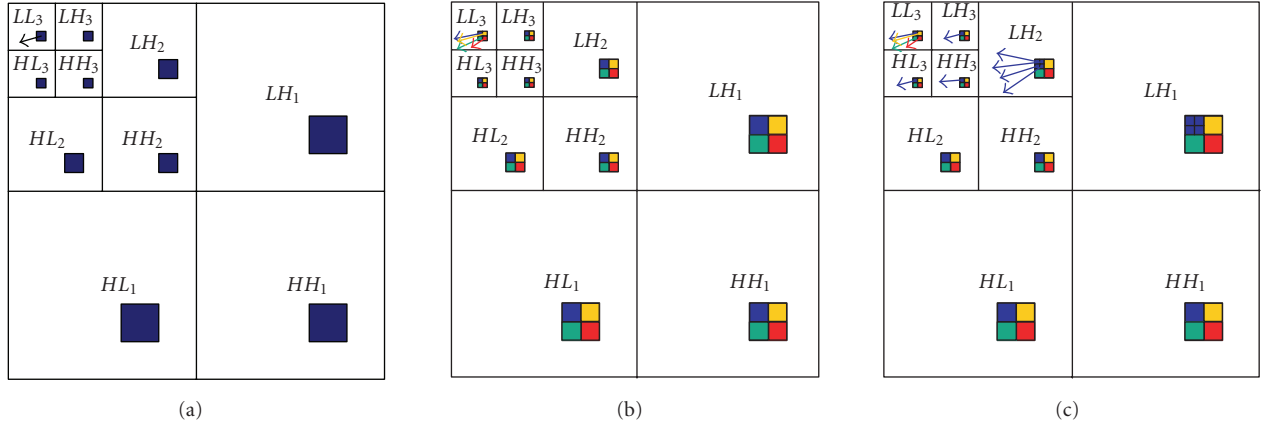 LL₃ LH₃
LH₂
HL₃ HH₃
LH₁
HL₂ HH₂
HL₁ HH₁
(a)
LL₃ LH₃
LH₂
HL₃ HH₃
LH₁
HL₂ HH₂
HL₁ HH₁
(b)
LL₃ LH₃
LH₂
HL₃ HH₃
LH₁
HL₂ HH₂
HL₁ HH₁
(c)